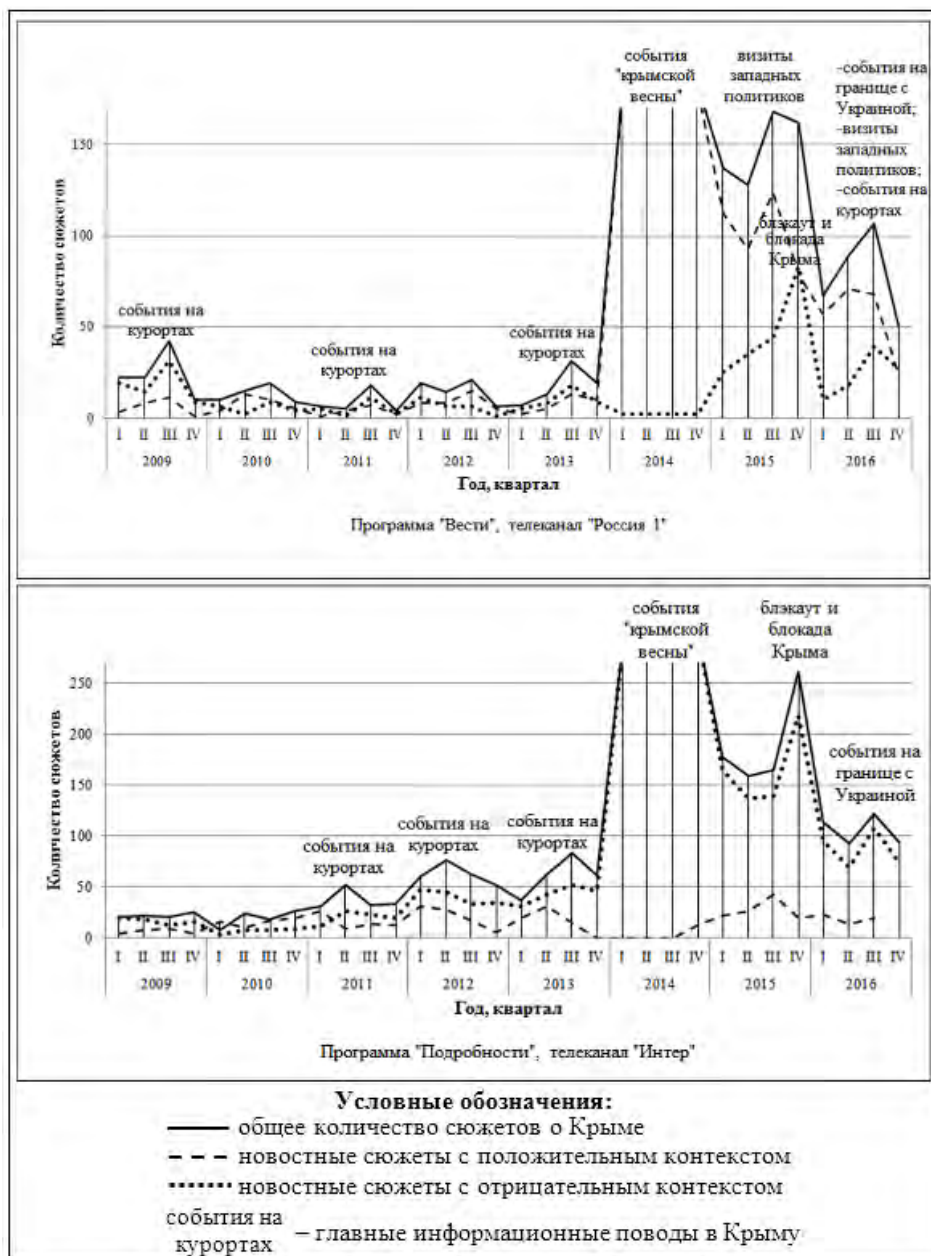 события
"крымской
весны"
визиты
западных
политиков
-события на
границе с
Украиной;
-визиты
западных
политиков;
-события на
курортах
блэкаут и
блокада
Крыма
события на
курортах
события на
курортах
события на
курортах
Количество сюжетов
150
100
50
0
I II III IV I II III IV I II III IV I II III IV I II III IV I II III IV I II III IV I II III IV
2009 2010 2011 2012 2013 2014 2015 2016
Год, квартал
Программа "Вести", телеканал "Россия 1"
события
"крымской
весны"
блэкаут и
блокада
Крыма
события на
границе с
Украиной
события на
курортах
события на
курортах
события на
курортах
Количество сюжетов
250
200
150
100
50
0
I II III IV I II III IV I II III IV I II III IV I II III IV I II III IV I II III IV I II III IV
2009 2010 2011 2012 2013 2014 2015 2016
Год, квартал
Программа "Подробности", телеканал "Интер"
Условные обозначения:
общее количество сюжетов о Крыме
новостные сюжеты с положительным контекстом
новостные сюжеты с отрицательным контекстом
события на
курортах – главные информационные поводы в Крыму